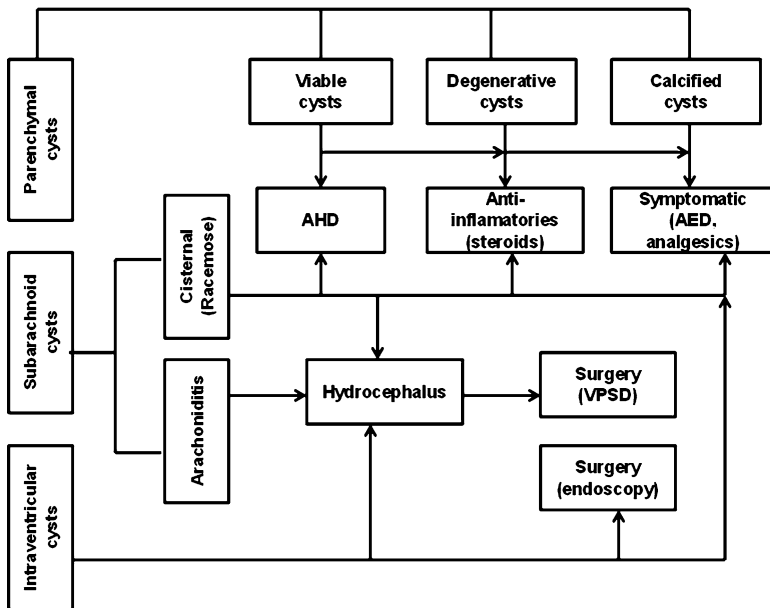 Parenchymal
cysts
Viable
cysts
Degenerative
cysts
Calcified
cysts
AHD
Anti-
inflamatories
(steroids)
Symptomatic
(AED,
analgesics)
Subarachnoid
cysts
Cisternal
(Racemose)
Arachoniditis
Hydrocephalus
Surgery
(VPSD)
Surgery
(endoscopy)
Intraventricular
cysts